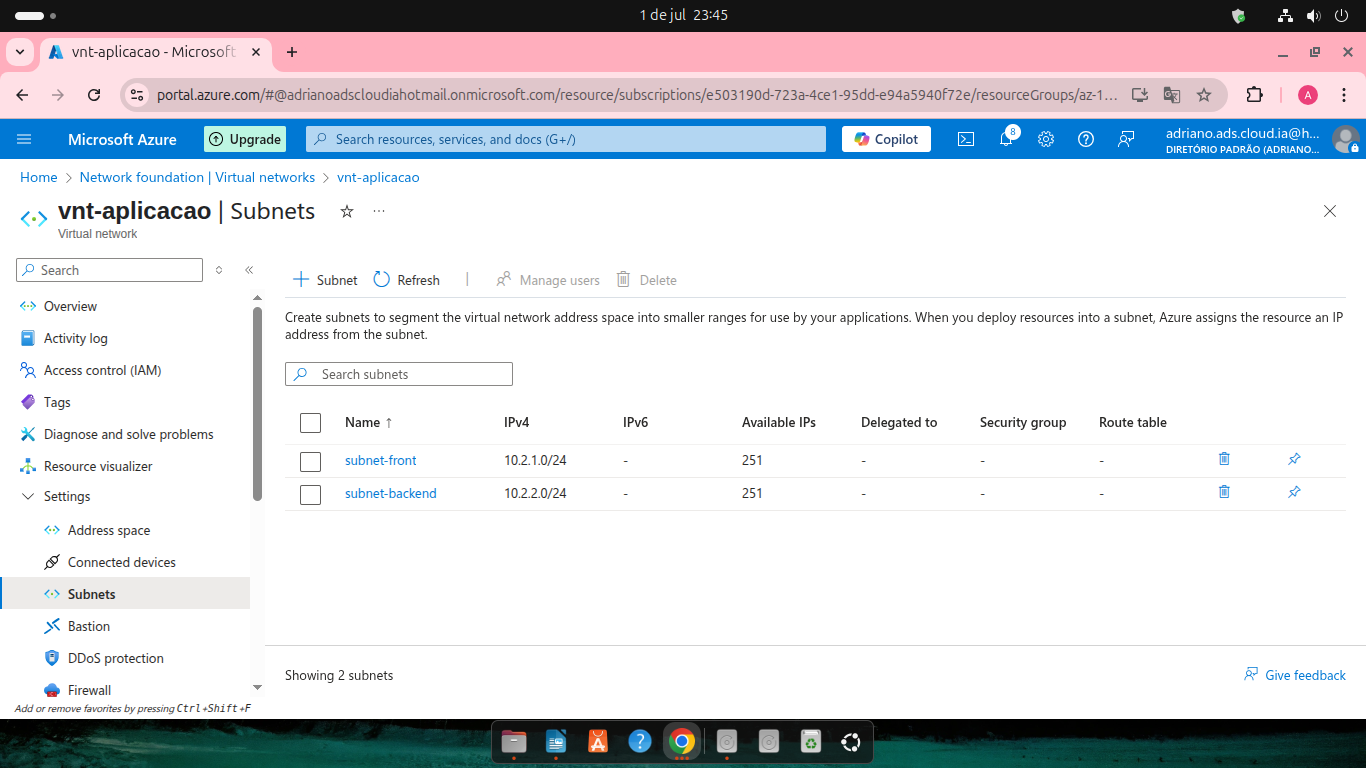 1 de jul 23:45
vnt-aplicacao - Microsoft
portal.azure.com/#@adrianoadscloudiahotmail.onmicrosoft.com/resource/subscriptions/e503190d-723a-4ce1-95dd-e94a5940f72e/resourceGroups/az-1...
A
Microsoft Azure
Upgrade
Search resources, services, and docs (G+/)
Copilot
8
adriano.ads.cloud.ia@h...
DIRETÓRIO PADRÃO (ADRIANO...
Home > Network foundation | Virtual networks > vnt-aplicacao
vnt-aplicacao | Subnets
Virtual network
Search
Overview
Activity log
Access control (IAM)
Tags
Diagnose and solve problems
Resource visualizer
Settings
Address space
Connected devices
Subnets
Bastion
DDoS protection
Firewall
Add or remove favorites by pressing Ctrl+Shift+F
Subnet Refresh | Manage users Delete
Create subnets to segment the virtual network address space into smaller ranges for use by your applications. When you deploy resources into a subnet, Azure assigns the resource an IP
address from the subnet.
Search subnets
Name ↑ IPv4 IPv6 Available IPs Delegated to Security group Route table
subnet-front 10.2.1.0/24 - 251 - - -
subnet-backend 10.2.2.0/24 - 251 - - -
Showing 2 subnets
Give feedback